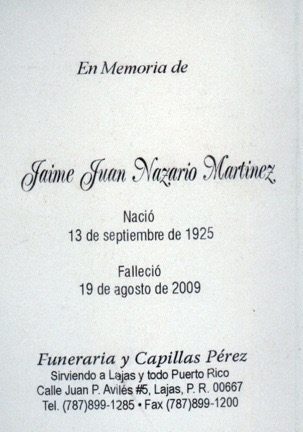 En Memoria de
Jaime Juan Nazario Martinez
Nació
13 de septiembre de 1925
Falleció
19 de agosto de 2009
Funeraria y Capillas Pérez
Sirviendo a Lajas y todo Puerto Rico
Calle Juan P. Avilés #5, Lajas, P. R. 00667
Tel. (787)899-1285 • Fax (787)899-1200